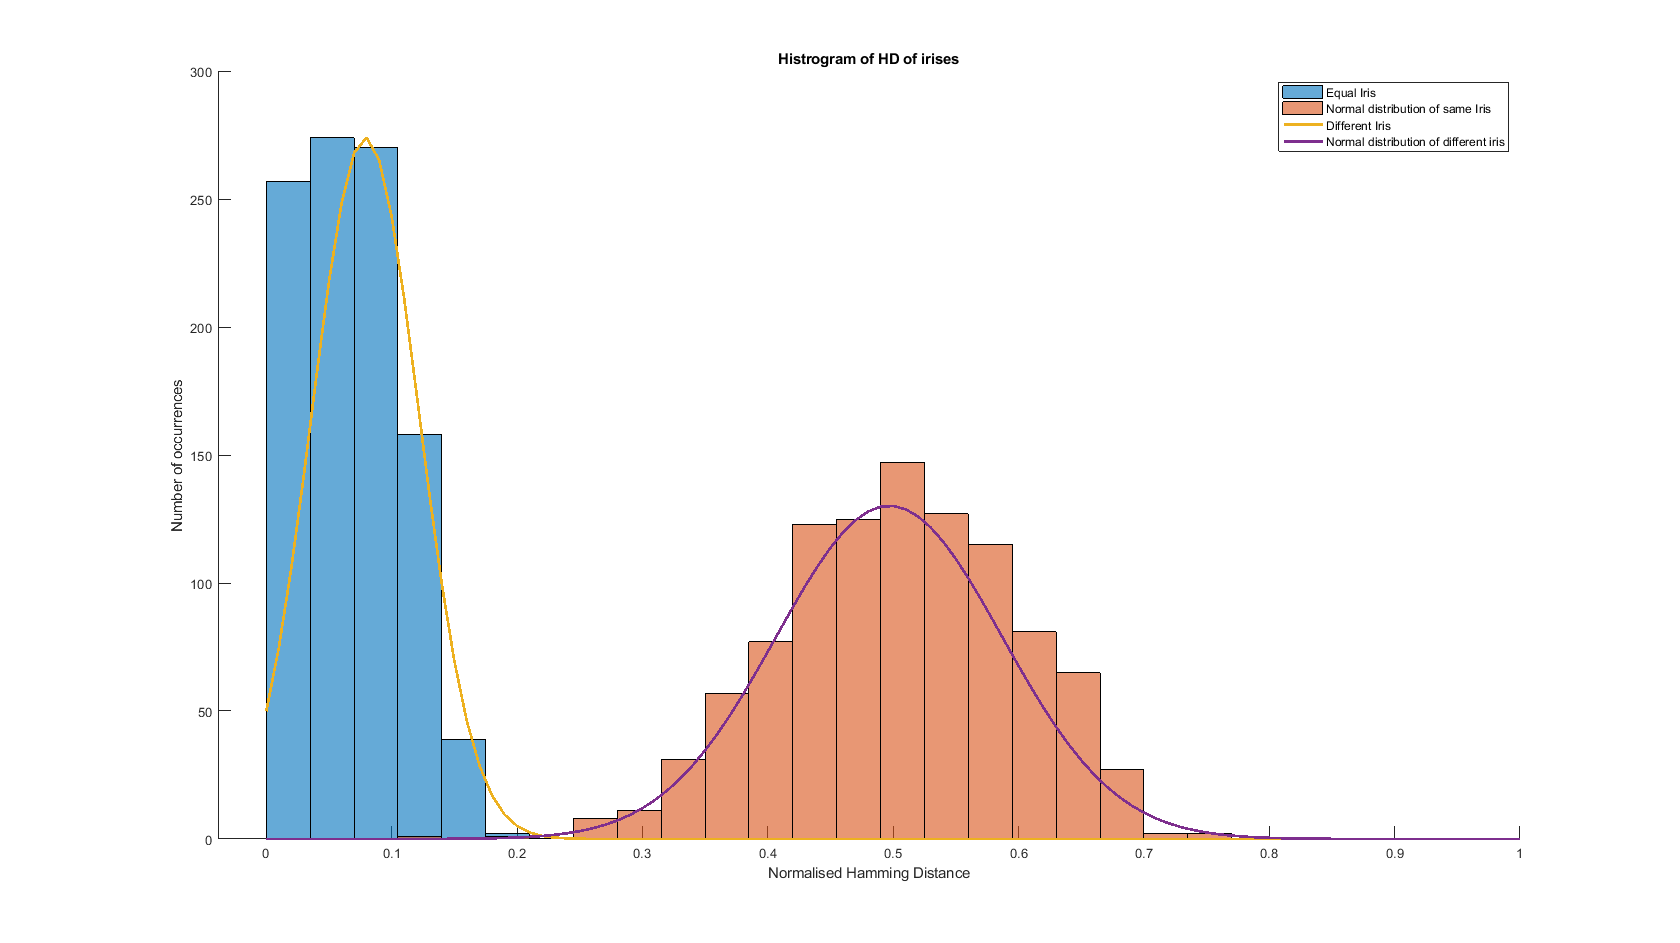 Histrogram of HD of irises
300
250
200
150
100
50
0
Number of occurrences
Equal Iris
Normal distribution of same Iris
Different Iris
Normal distribution of different iris
0 0.1 0.2 0.3 0.4 0.5 0.6 0.7 0.8 0.9 1
Normalised Hamming Distance